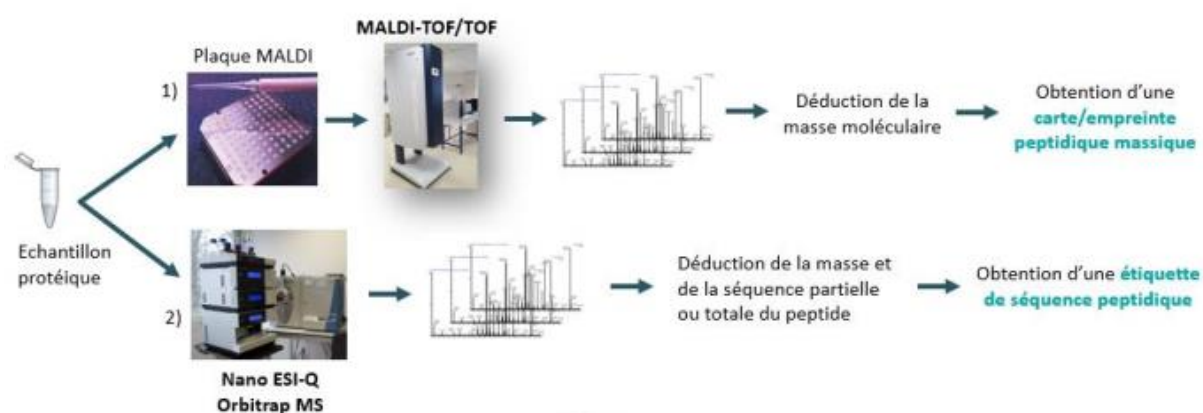 MALDI-TOF/TOF
Plaque MALDI
1)
Déduction de la
masse moléculaire
Obtention d'une
carte/empreinte
peptidique massique
Echantillon
protéique
2)
Déduction de la masse et
de la séquence partielle
ou totale du peptide
Obtention d'une étiquette
de séquence peptidique
Nano ESI-Q
Orbitrap MS